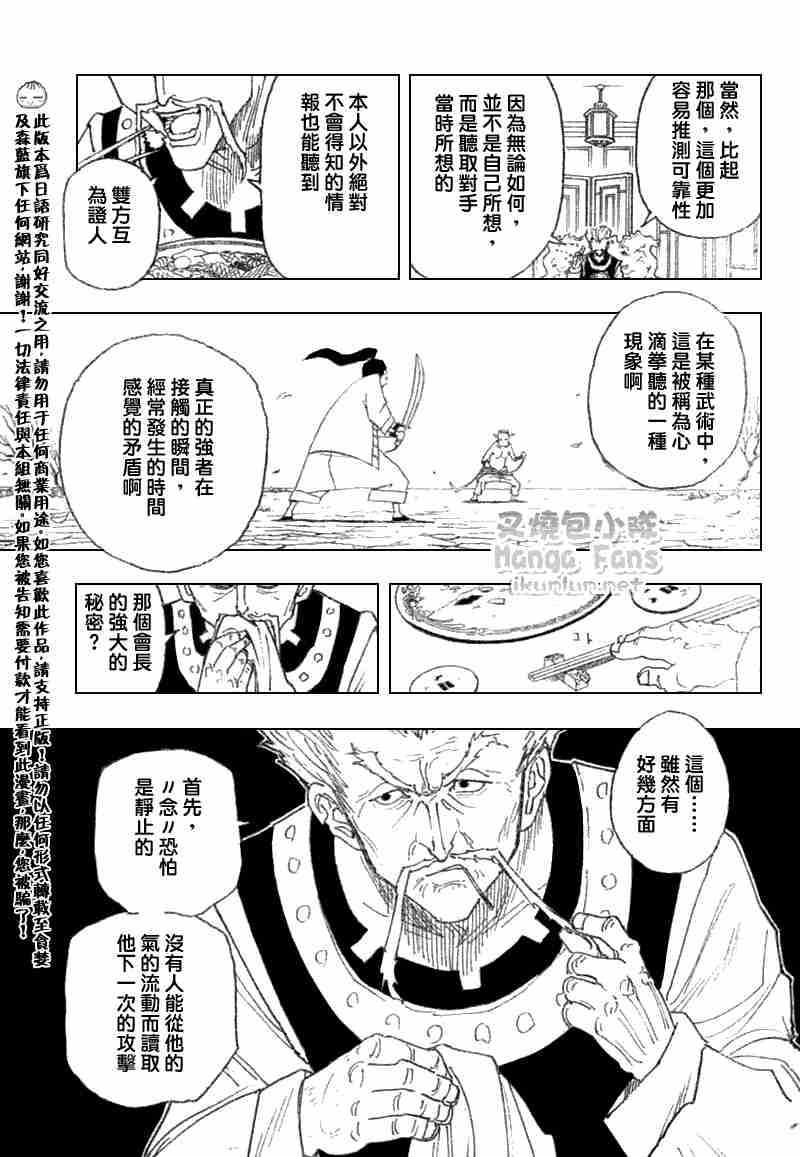 當然，比起
那個，這個更加
容易推測可靠性
因為無論如何，
並不是自己所想，
而是聽取對手
當時所想的
本人以外絕對
不會得知的情
報也能聽到
雙方互
為證人
在某種武術中，
這是被稱為心
滴拳聽的一種
現象啊
真正的強者在
接觸的瞬間，
經常發生的時間
感覺的矛盾啊
叉燒包小隊
Manga Fans
ikunlun.net
那個會長
的強大的
秘密？
這個……
雖然有
好幾方面
首先，
〃念〃恐怕
是靜止的
沒有人能從他的
氣的流動而讀取
他下一次的攻擊
此版本爲日語研究同好交流之用，請勿用于任何商業用途，如您喜歡此作品，請支持正版！請勿以任何形式轉載至貪婪
及森藍旗下任何網站，謝謝！一切法律責任與本組無關。如果您被告知需要付款才能看到此漫畫，那麼，您被騙了！